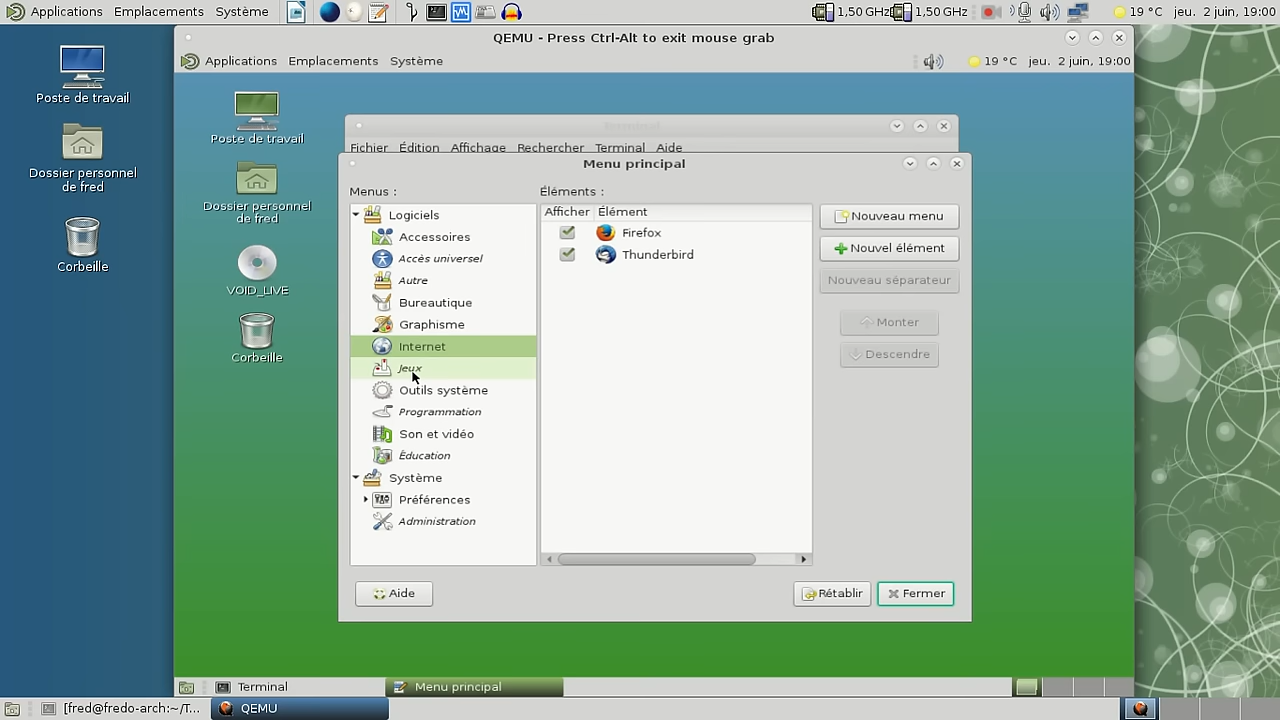 Applications Emplacements Système 1,50 GHz 1,50 GHz 19 °C jeu. 2 juin, 19:00
QEMU - Press Ctrl-Alt to exit mouse grab
Applications Emplacements Système 19 °C jeu. 2 juin, 19:00
Poste de travail
Dossier personnel
de fred
Corbeille
Poste de travail
Dossier personnel
de fred
VOID_LIVE
Corbeille
Terminal
Fichier Édition Affichage Rechercher Terminal Aide
Menu principal
Menus :
Logiciels
Accessoires
Accès universel
Autre
Bureautique
Graphisme
Internet
Jeux
Outils système
Programmation
Son et vidéo
Éducation
Système
Préférences
Administration
Éléments :
Afficher Élément
Firefox
Thunderbird
Nouveau menu
Nouvel élément
Nouveau séparateur
Monter
Descendre
Aide
Rétablir
Fermer
Terminal
Menu principal
[fred@fredo-arch:~/T...
QEMU